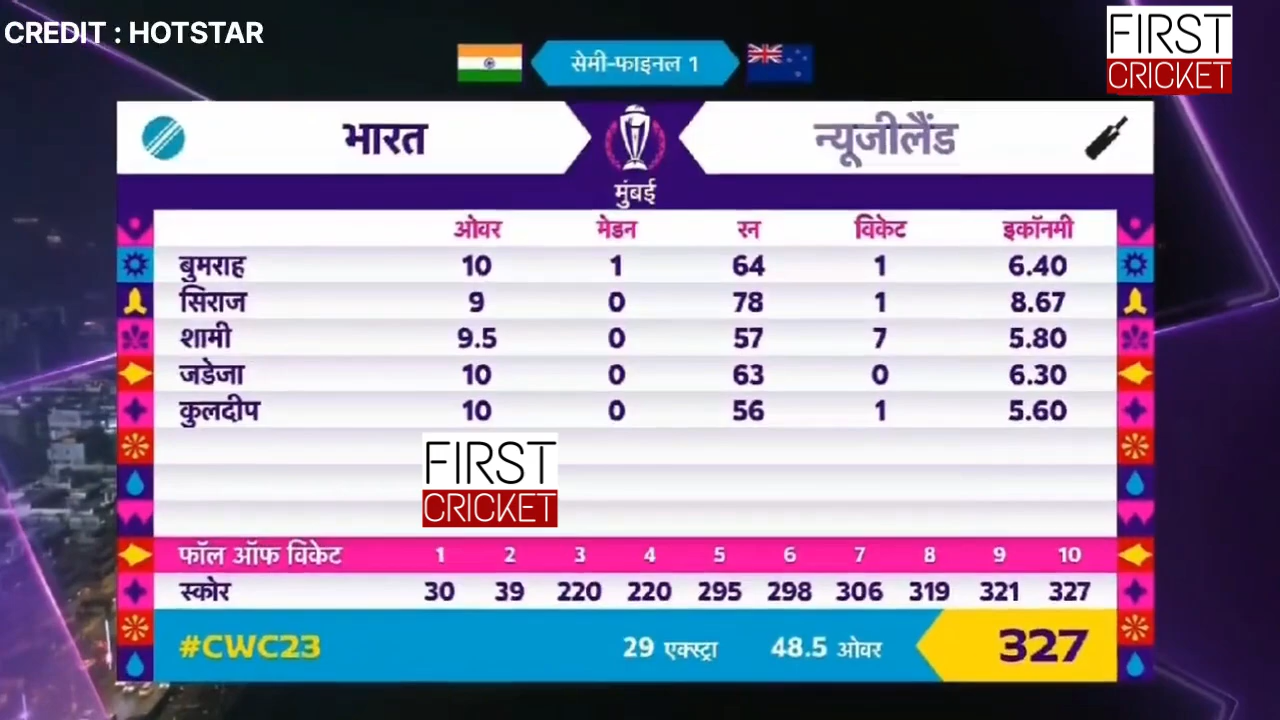 CREDIT : HOTSTAR
FIRST
CRICKET
सेमी-फाइनल 1
भारत
न्यूजीलैंड
मुंबई
ओवर मेडन रन विकेट इकॉनमी
बुमराह 10 1 64 1 6.40
सिराज 9 0 78 1 8.67
शामी 9.5 0 57 7 5.80
जडेजा 10 0 63 0 6.30
कुलदीप 10 0 56 1 5.60
FIRST
CRICKET
फॉल ऑफ विकेट 1 2 3 4 5 6 7 8 9 10
स्कोर 30 39 220 220 295 298 306 319 321 327
#CWC23 29 एक्स्ट्रा 48.5 ओवर 327